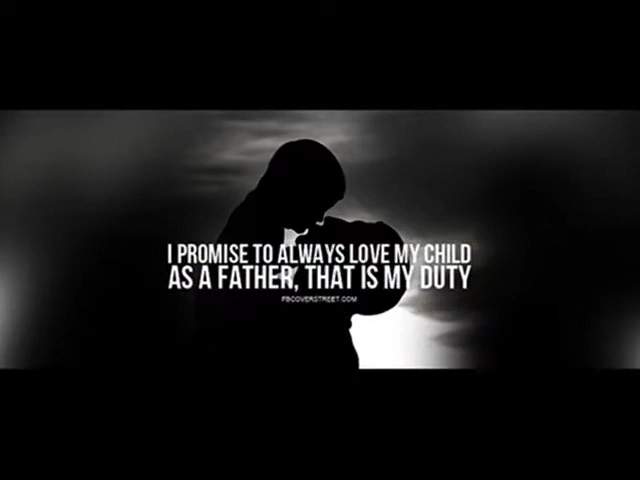 I PROMISE TO ALWAYS LOVE MY CHILD
AS A FATHER, THAT IS MY DUTY
FBCOVERSTREET.COM